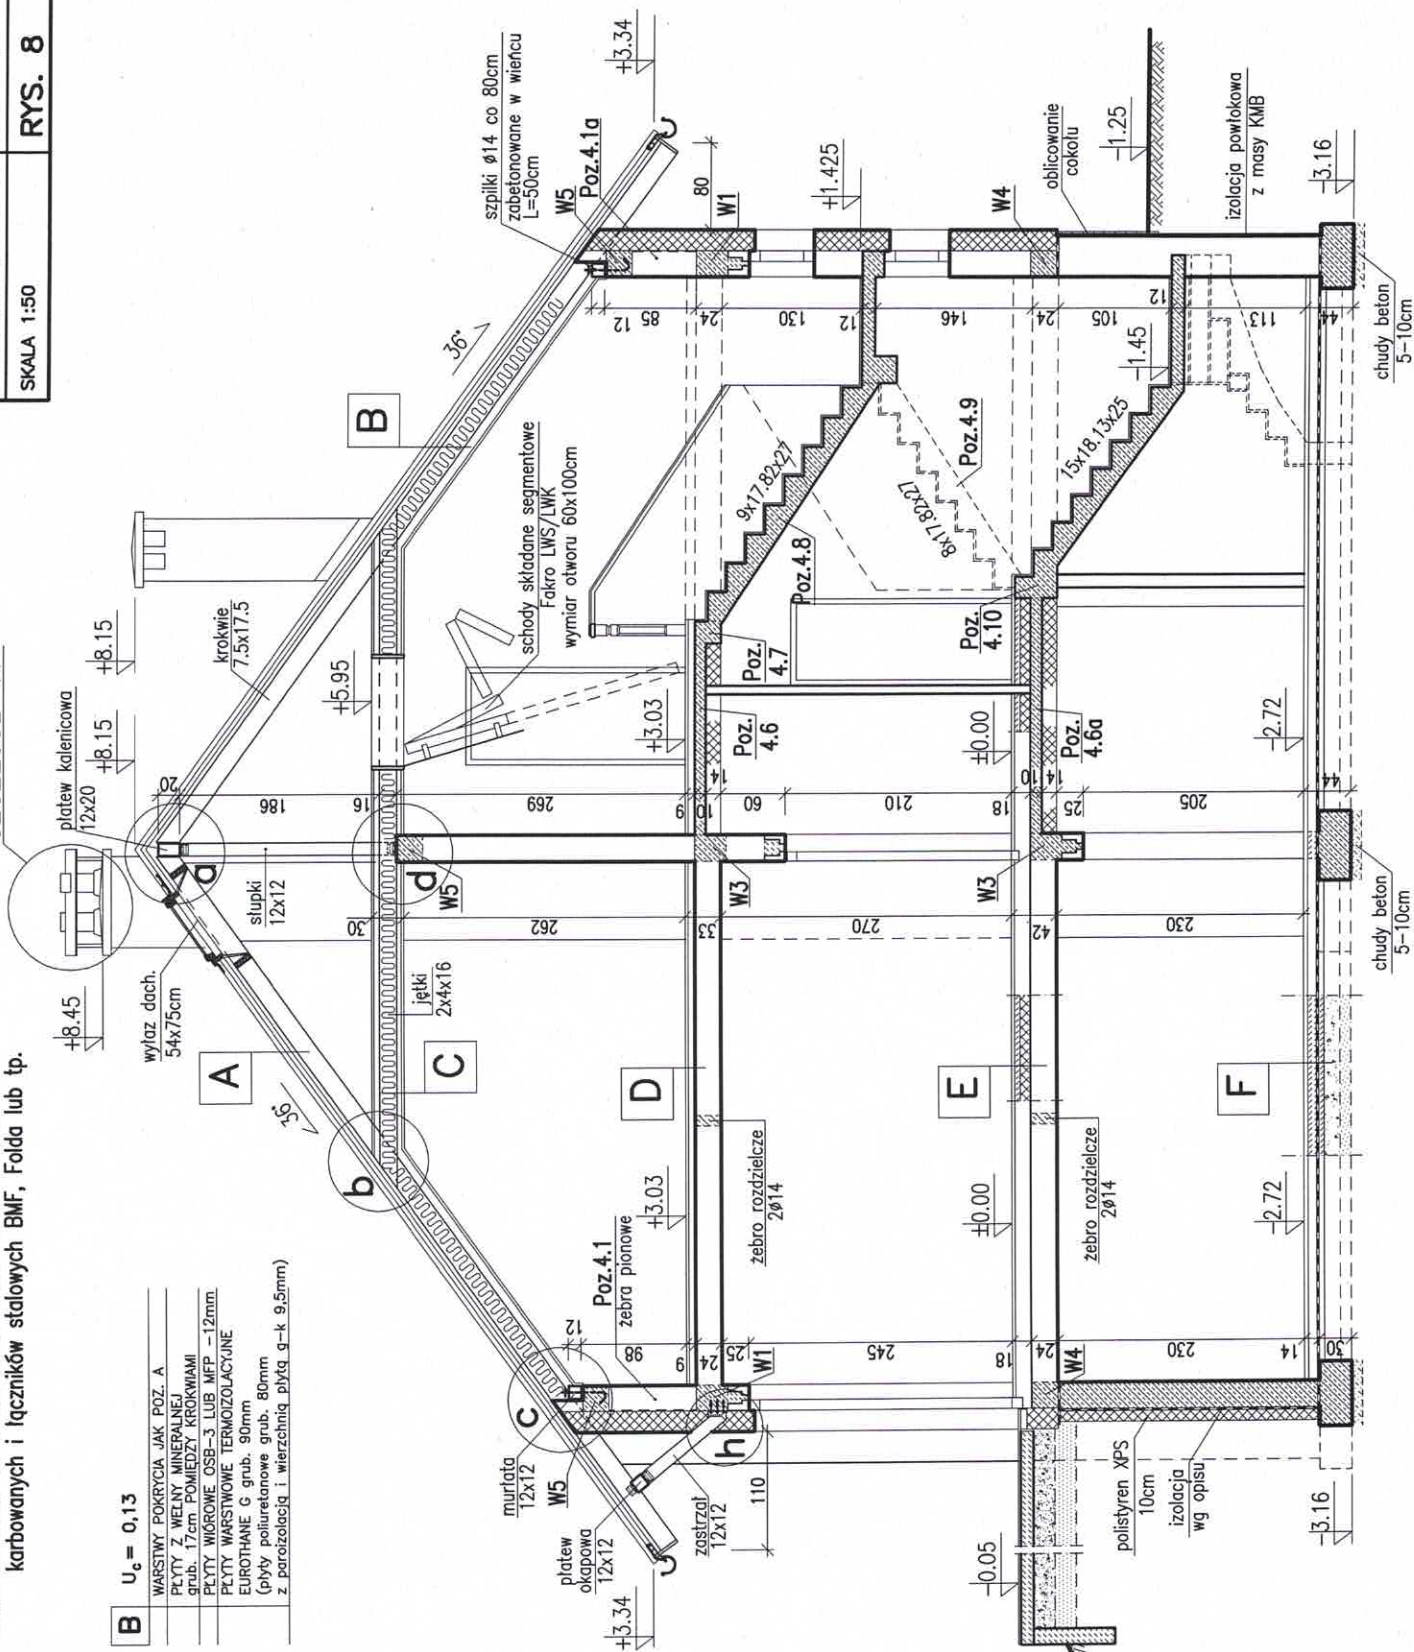 karbowanych i łączników stalowych BMF, Folda lub tp.
SKALA 1:50
RYS. 8
B
Uc= 0,13
WARSTWY POKRYCIA JAK POZ. A
PŁYTY Z WEŁNY MINERALNEJ
grub. 17cm POMIĘDZY KROKWIAMI
PŁYTY WIÓROWE OSB-3 LUB MFP -12mm
PŁYTY WARSTWOWE TERMOIZOLACYJNE
EUROTHANE G grub. 90mm
(płyty poliuretanowe grub. 80mm
z paroizolacją i wierzchnią płytą g-k 9,5mm)
+8.45
+8.15
+8.15
płatew kalenicowa
12x20
wyłaz dach.
54x75cm
krokwie
7.5x17.5
a
20
186
słupki
12x12
A
B
36°
36°
b
C
jętki
2x4x16
30
16
d
W5
+5.95
schody składane segmentowe
Fakro LWS/LWK
wymiar otworu 60x100cm
szpilki ø14 co 80cm
zabetonowane w wieńcu
L=50cm
W5
Poz.4.1a
+3.34
80
W1
+1.425
c
murłata
12x12
W5
12
98
Poz.4.1
żebra pionowe
262
269
12
85
24
130
12
146
24
105
12
113
44
płatew
okapowa
12x12
+3.34
zastrzał
12x12
110
h
W1
9
24
25
+3.03
D
33
9
10
14
+3.03
W3
60
Poz.
4.6
Poz.
4.7
Poz.4.8
9x17.82x27
8x17.82x27
Poz.4.9
żebro rozdzielcze
2ø14
245
270
210
±0.00
E
±0.00
18
18
10
14
25
24
42
W4
W3
Poz.
4.6a
Poz.
4.10
15x18.13x25
-1.45
W4
oblicowanie
cokołu
-1.25
izolacja powłokowa
z masy KMB
-3.16
-0.05
żebro rozdzielcze
2ø14
polistyren XPS
10cm
izolacja
wg opisu
230
230
205
-2.72
F
-2.72
14
30
44
-3.16
chudy beton
5-10cm
chudy beton
5-10cm